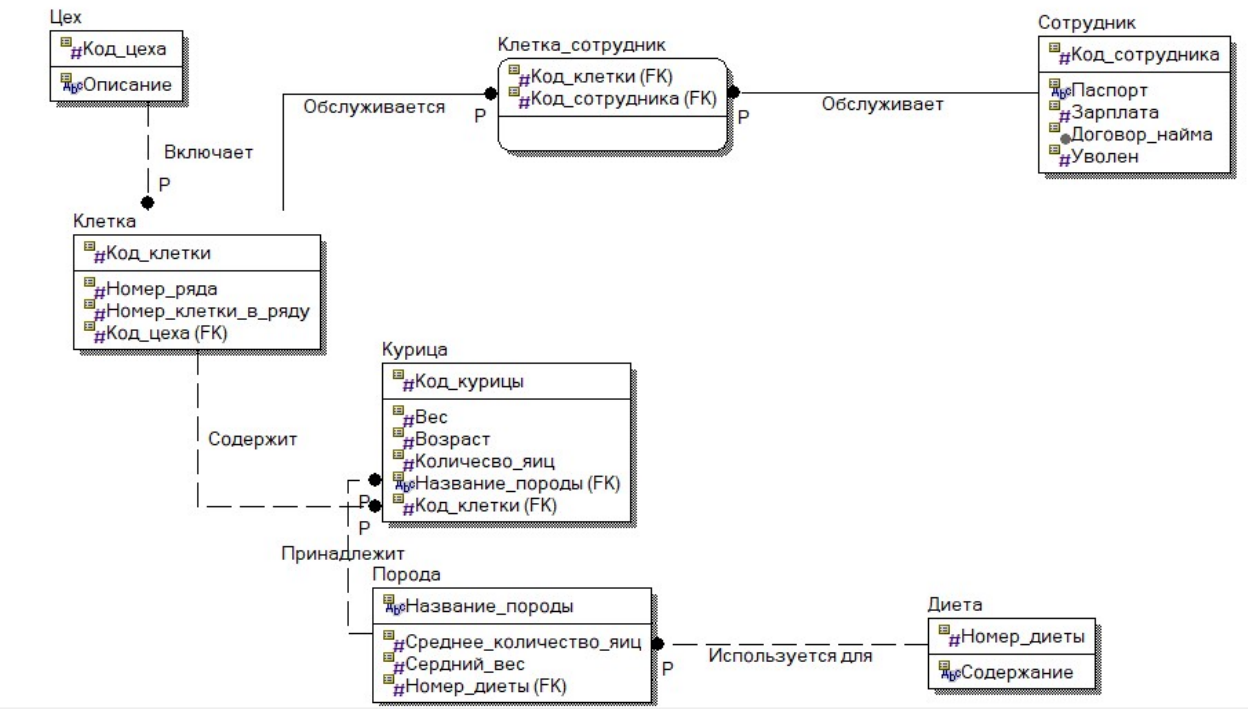 Цех
#Код_цеха
Описание
Включает
P
Клетка_сотрудник
#Код_клетки (FK)
#Код_сотрудника (FK)
Обслуживается
P
P
Обслуживает
Сотрудник
#Код_сотрудника
Паспорт
#Зарплата
Договор_найма
#Уволен
Клетка
#Код_клетки
#Номер_ряда
#Номер_клетки_в_ряду
#Код_цеха (FK)
Содержит
Курица
#Код_курицы
#Вес
#Возраст
#Количесво_яиц
Название_породы (FK)
#Код_клетки (FK)
P
P
Принадлежит
Порода
Название_породы
#Среднее_количество_яиц
#Сердний_вес
#Номер_диеты (FK)
P
Используется для
Диета
#Номер_диеты
Содержание